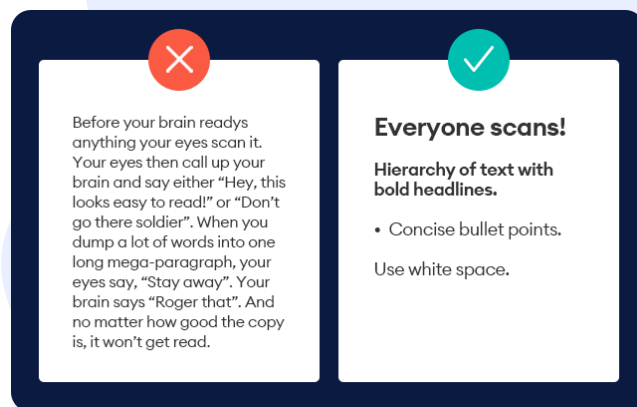 Before your brain readys
anything your eyes scan it.
Your eyes then call up your
brain and say either “Hey, this
looks easy to read!” or “Don’t
go there soldier”. When you
dump a lot of words into one
long mega-paragraph, your
eyes say, “Stay away”. Your
brain says “Roger that”. And
no matter how good the copy
is, it won’t get read.
Everyone scans!
Hierarchy of text with
bold headlines.
• Concise bullet points.
Use white space.